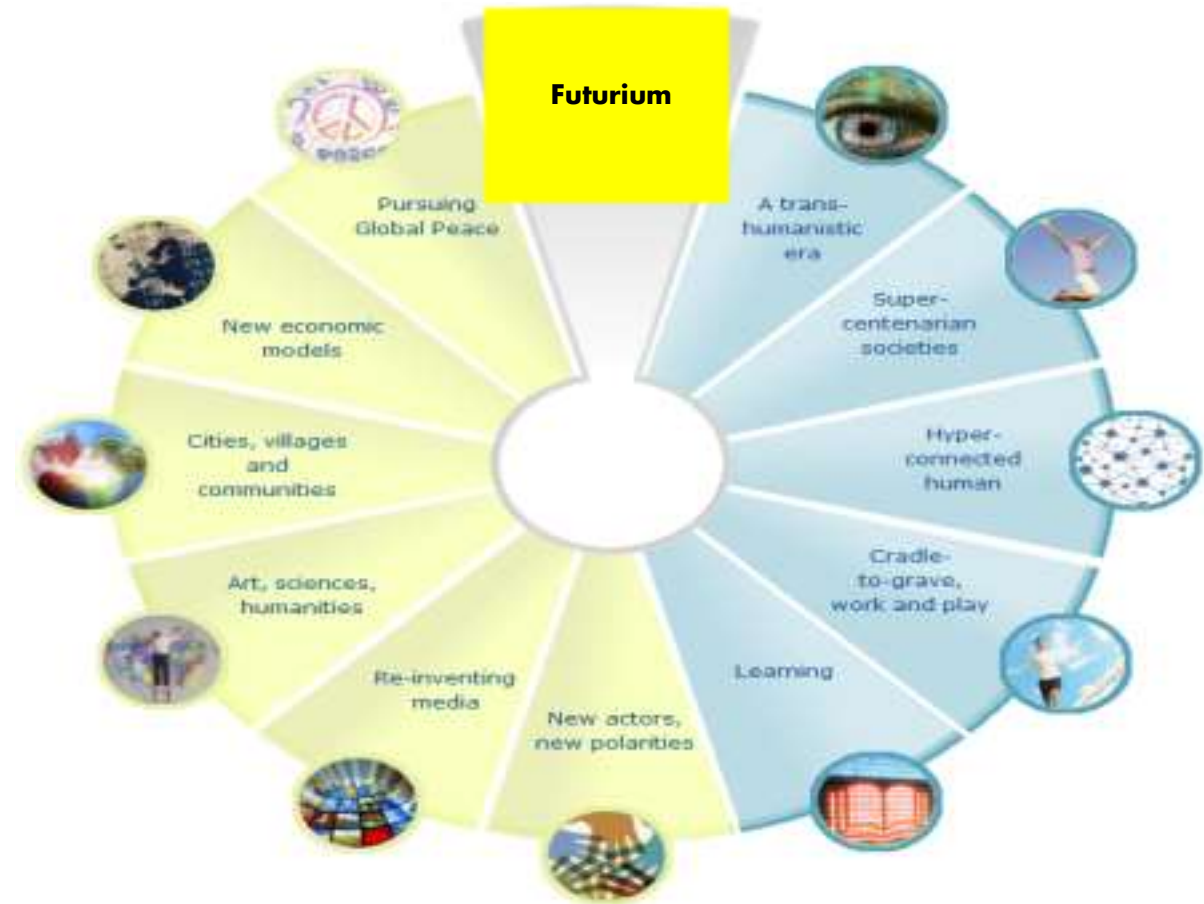 Futurium
A trans-
humanistic
era
Super-
centenarian
societies
Hyper-
connected
human
Cradle-
to-grave,
work and play
Learning
New actors,
new polarities
Re-inventing
media
Art, sciences,
humanities
Cities, villages
and
communities
New economic
models
Pursuing
Global Peace